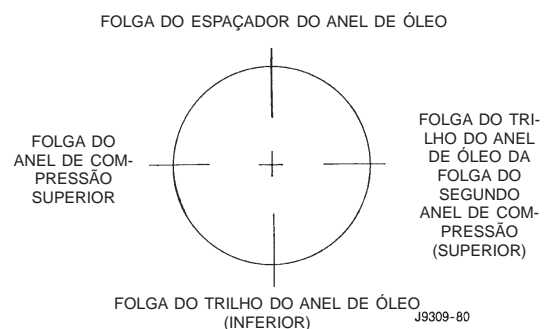 FOLGA DO ESPAÇADOR DO ANEL DE ÓLEO
FOLGA DO
ANEL DE COM-
PRESSÃO
SUPERIOR
FOLGA DO TRI-
LHO DO ANEL
DE ÓLEO DA
FOLGA DO
SEGUNDO
ANEL DE COM-
PRESSÃO
(SUPERIOR)
FOLGA DO TRILHO DO ANEL DE ÓLEO
(INFERIOR)
J9309-80